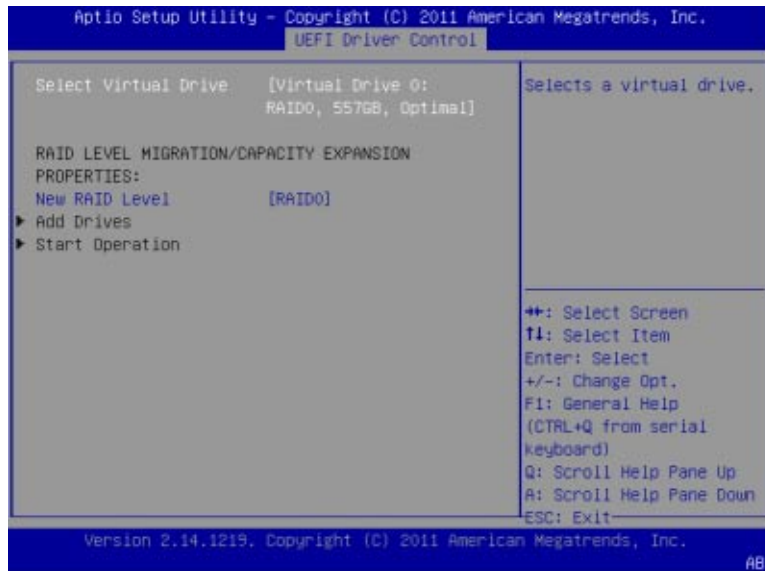 Aptio Setup Utility – Copyright (C) 2011 American Megatrends, Inc.
UEFI Driver Control
Select Virtual Drive [Virtual Drive 0:
RAID0, 557GB, Optimal]
RAID LEVEL MIGRATION/CAPACITY EXPANSION
PROPERTIES:
New RAID Level [RAID0]
► Add Drives
► Start Operation
Selects a virtual drive.
→←: Select Screen
↑↓: Select Item
Enter: Select
+/-: Change Opt.
F1: General Help
(CTRL+Q from serial
keyboard)
Q: Scroll Help Pane Up
A: Scroll Help Pane Down
ESC: Exit
Version 2.14.1219. Copyright (C) 2011 American Megatrends, Inc.
AB